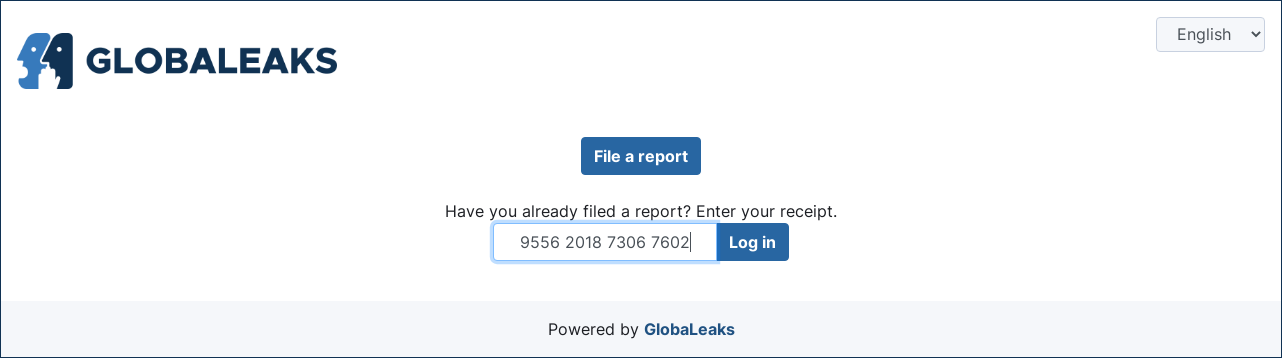 GLOBALEAKS
English
File a report
Have you already filed a report? Enter your receipt.
9556 2018 7306 7602
Log in
Powered by GlobaLeaks